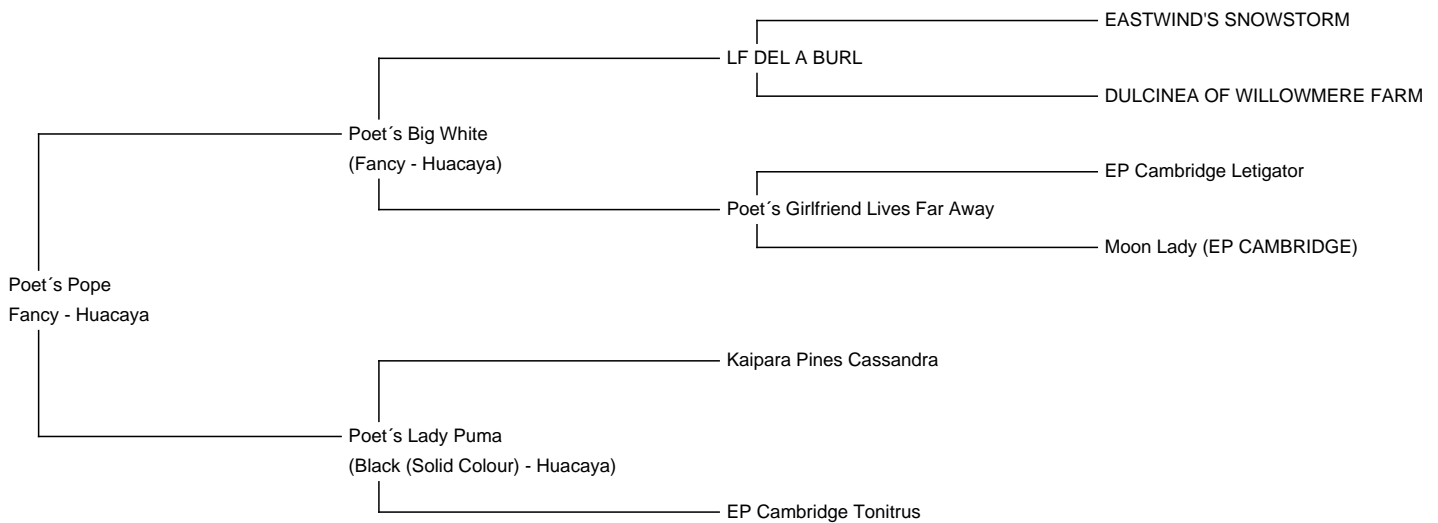 EASTWIND'S SNOWSTORM
LF DEL A BURL
DULCINEA OF WILLOWMERE FARM
Poet´s Big White
(Fancy - Huacaya)
EP Cambridge Letigator
Poet´s Girlfriend Lives Far Away
Moon Lady (EP CAMBRIDGE)
Poet´s Pope
Fancy - Huacaya
Kaipara Pines Cassandra
Poet´s Lady Puma
(Black (Solid Colour) - Huacaya)
EP Cambridge Tonitrus